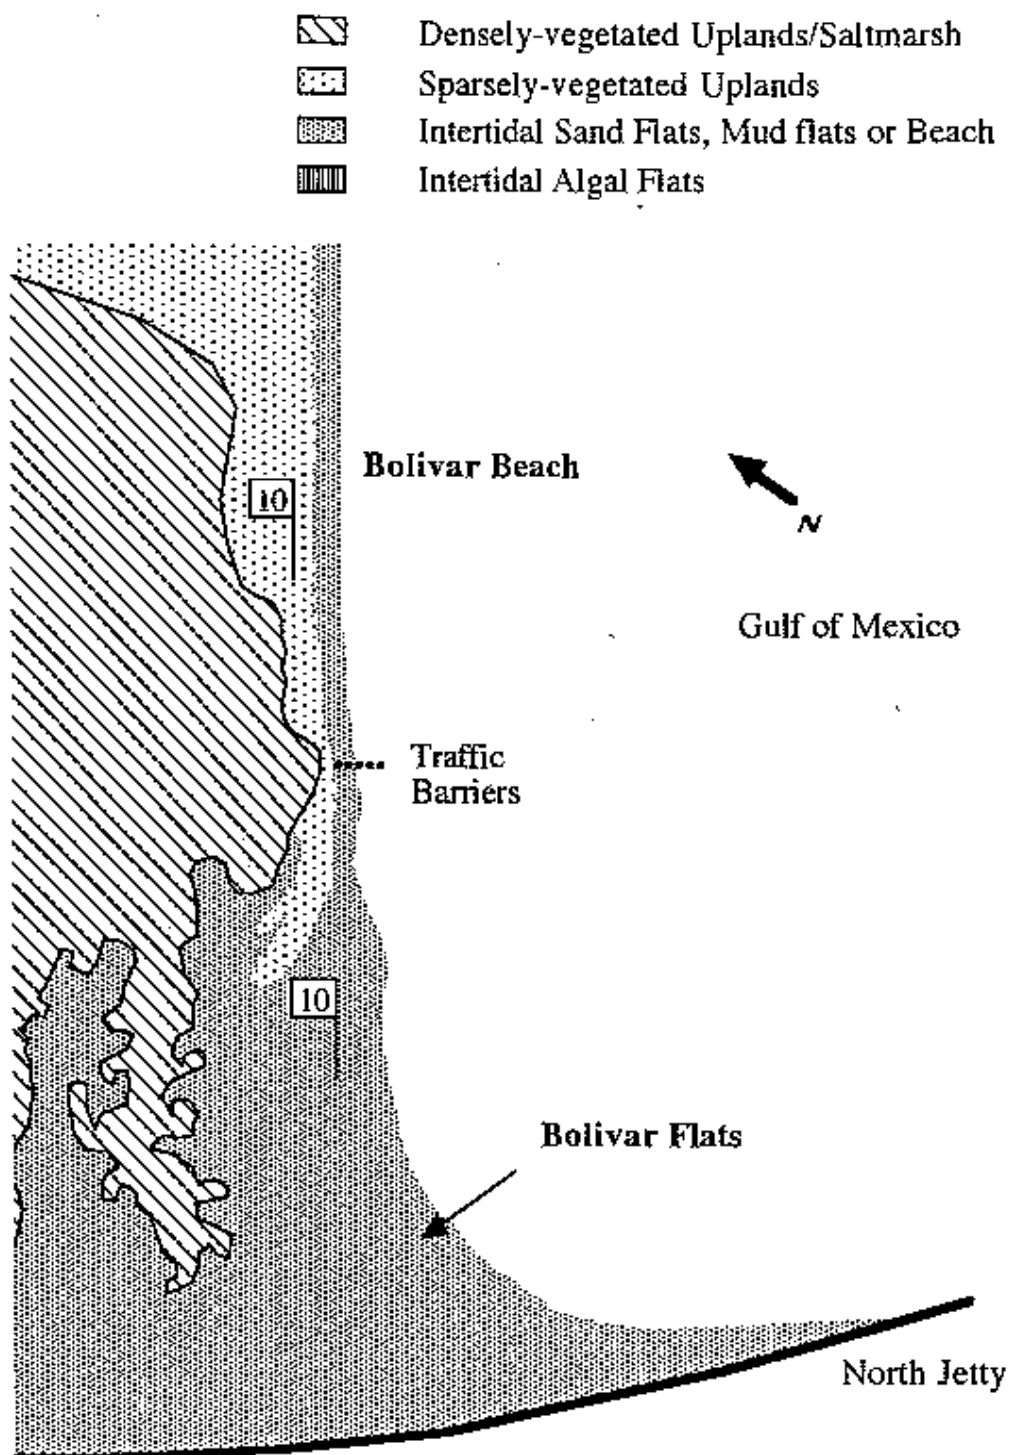 Densely-vegetated Uplands/Saltmarsh
Sparsely-vegetated Uplands
Intertidal Sand Flats, Mud flats or Beach
Intertidal Algal Flats
Bolivar Beach
10
N
Gulf of Mexico
Traffic
Barriers
10
Bolivar Flats
North Jetty